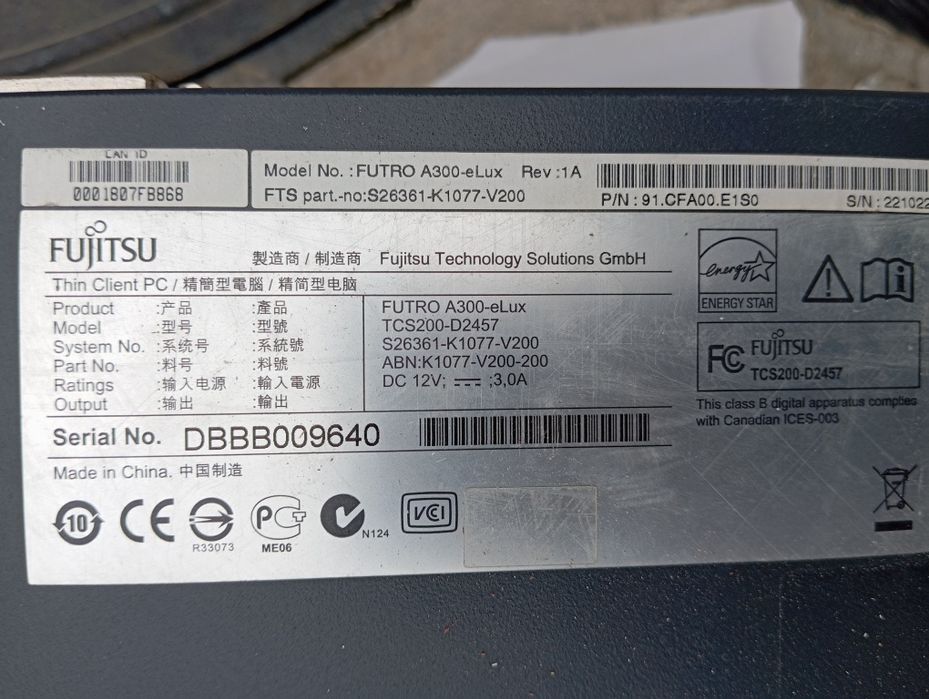 LAN ID
0001807FB868
Model No. :FUTRO A300-eLux Rev :1A
FTS part.-no:S26361-K1077-V200
P/N : 91.CFA00.E1S0
S/N : 221022
FUJITSU
製造商 / 制造商 Fujitsu Technology Solutions GmbH
Thin Client PC / 精簡型電腦 / 精简型电脑
Product :产品 :產品 FUTRO A300-eLux
Model :型号 :型號 TCS200-D2457
System No. :系统号 :系統號 S26361-K1077-V200
Part No. :料号 :料號 ABN:K1077-V200-200
Ratings :输入电源 :輸入電源 DC 12V; ⎓ ;3,0A
Output :输出 :輸出
Serial No. DBBB009640
Made in China. 中国制造
10
CE
R33073
PCT
ME06
N124
VCI
energy
ENERGY STAR
i
FC FUJITSU
TCS200-D2457
This class B digital apparatus complies
with Canadian ICES-003